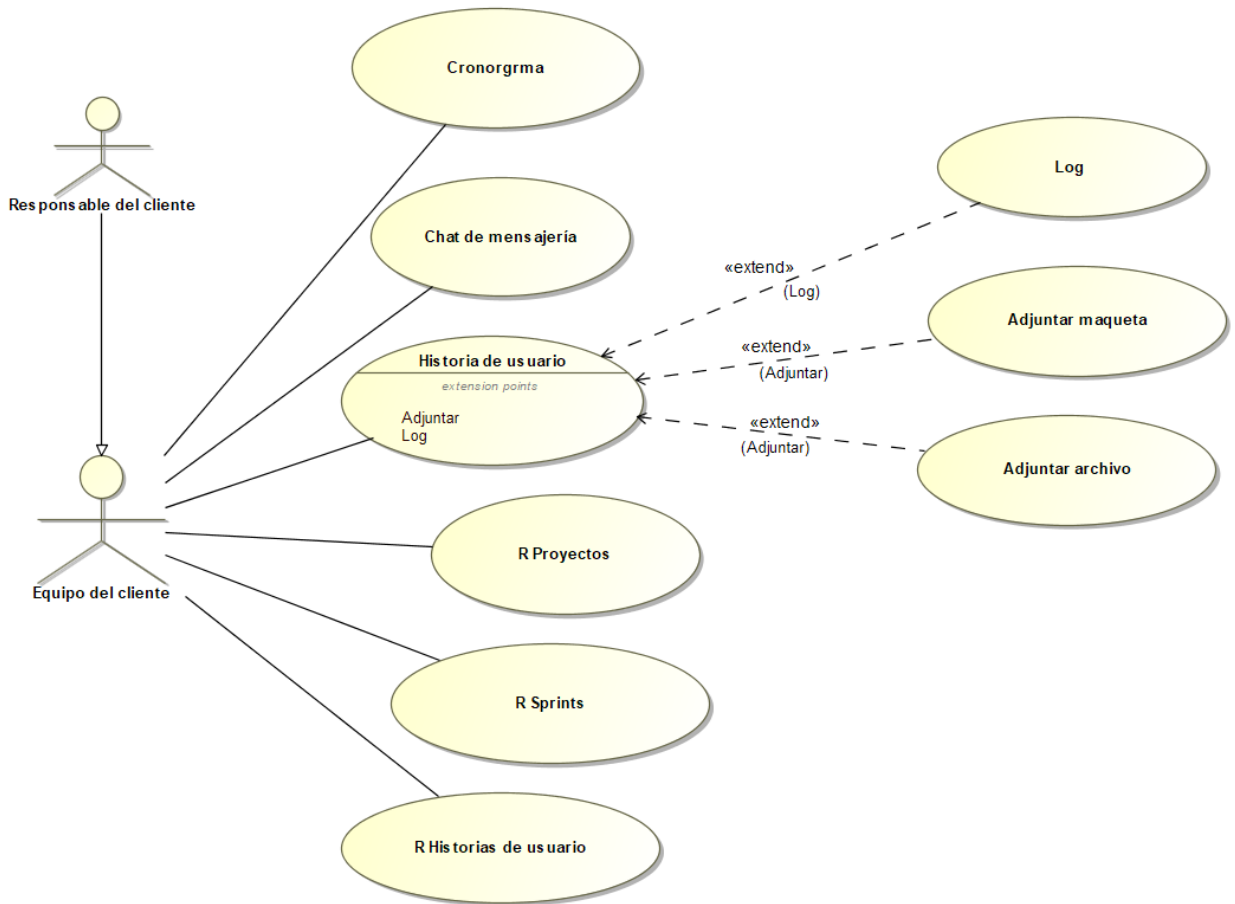 Cronorgrma
Responsable del cliente
Chat de mensajería
Historia de usuario
extension points
Adjuntar
Log
Equipo del cliente
R Proyectos
R Sprints
R Historias de usuario
«extend»
(Log)
«extend»
(Adjuntar)
«extend»
(Adjuntar)
Log
Adjuntar maqueta
Adjuntar archivo